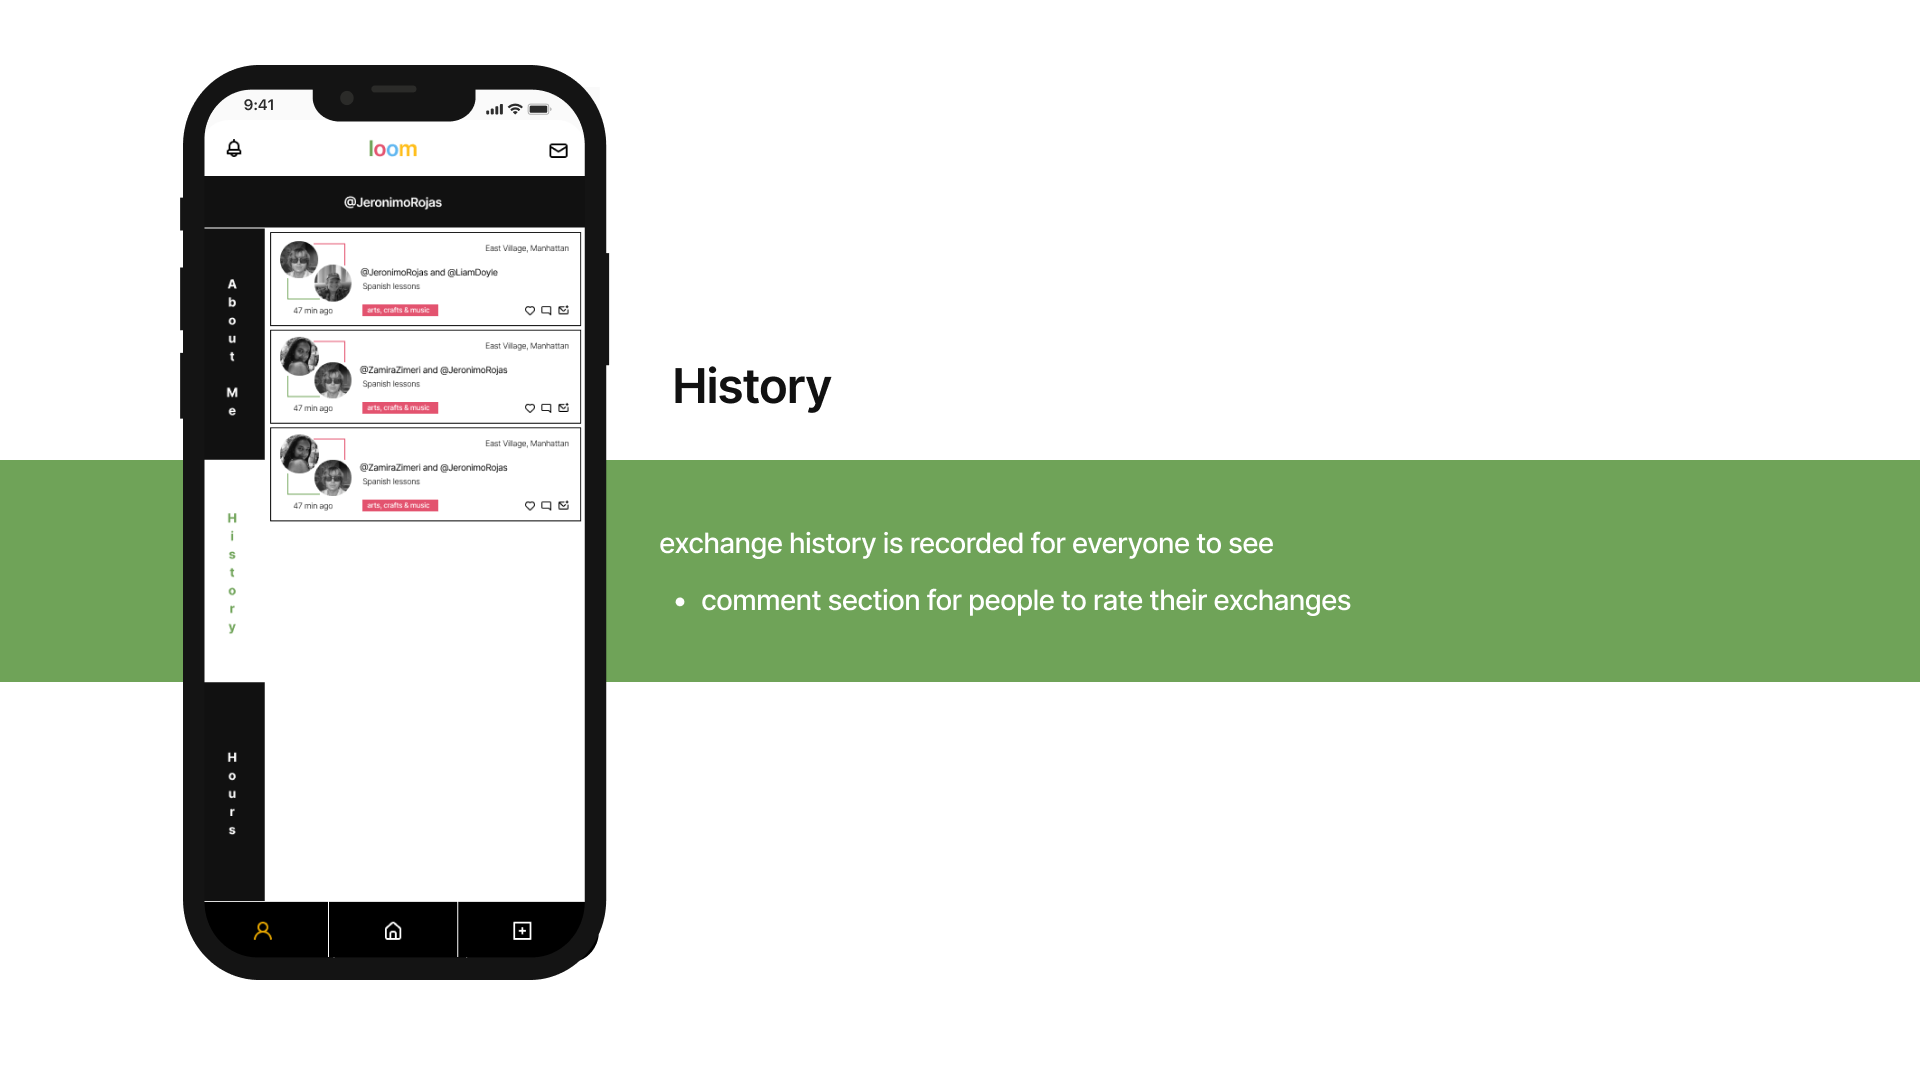 9:41
loom
@JeronimoRojas
About Me
History
Hours
East Village, Manhattan
@JeronimoRojas and @LiamDoyle
Spanish lessons
47 min ago
arts, crafts & music
East Village, Manhattan
@ZamiraZimeri and @JeronimoRojas
Spanish lessons
47 min ago
arts, crafts & music
East Village, Manhattan
@ZamiraZimeri and @JeronimoRojas
Spanish lessons
47 min ago
arts, crafts & music
History
exchange history is recorded for everyone to see
• comment section for people to rate their exchanges